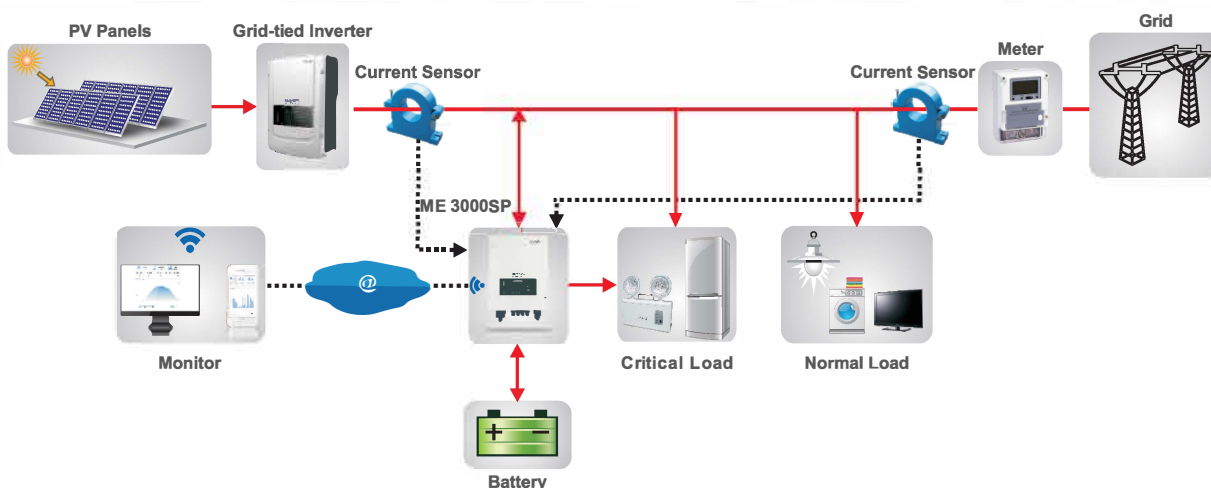 PV Panels
Grid-tied Inverter
Current Sensor
Current Sensor
Meter
Grid
ME 3000SP
@
Monitor
Critical Load
Normal Load
+ −
Battery